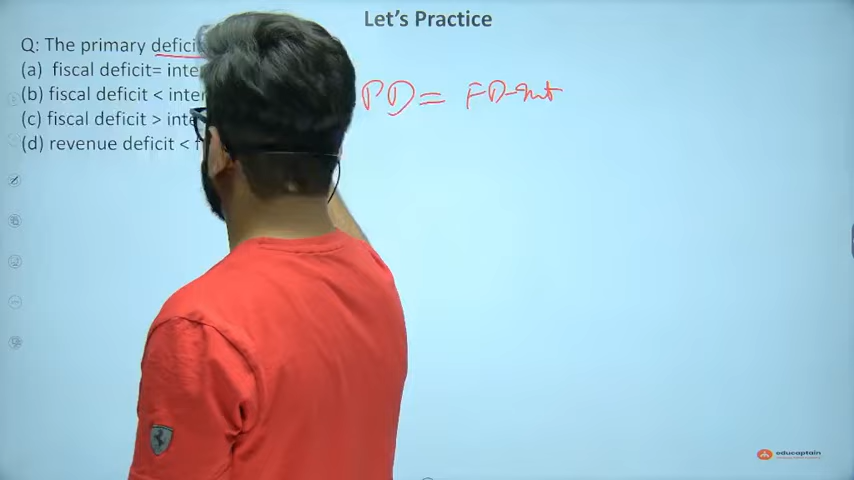 Let's Practice
Q: The primary deficit
(a) fiscal deficit= inte
(b) fiscal deficit < inter
(c) fiscal deficit > inte
(d) revenue deficit < f
PD = FD-Int
educaptain